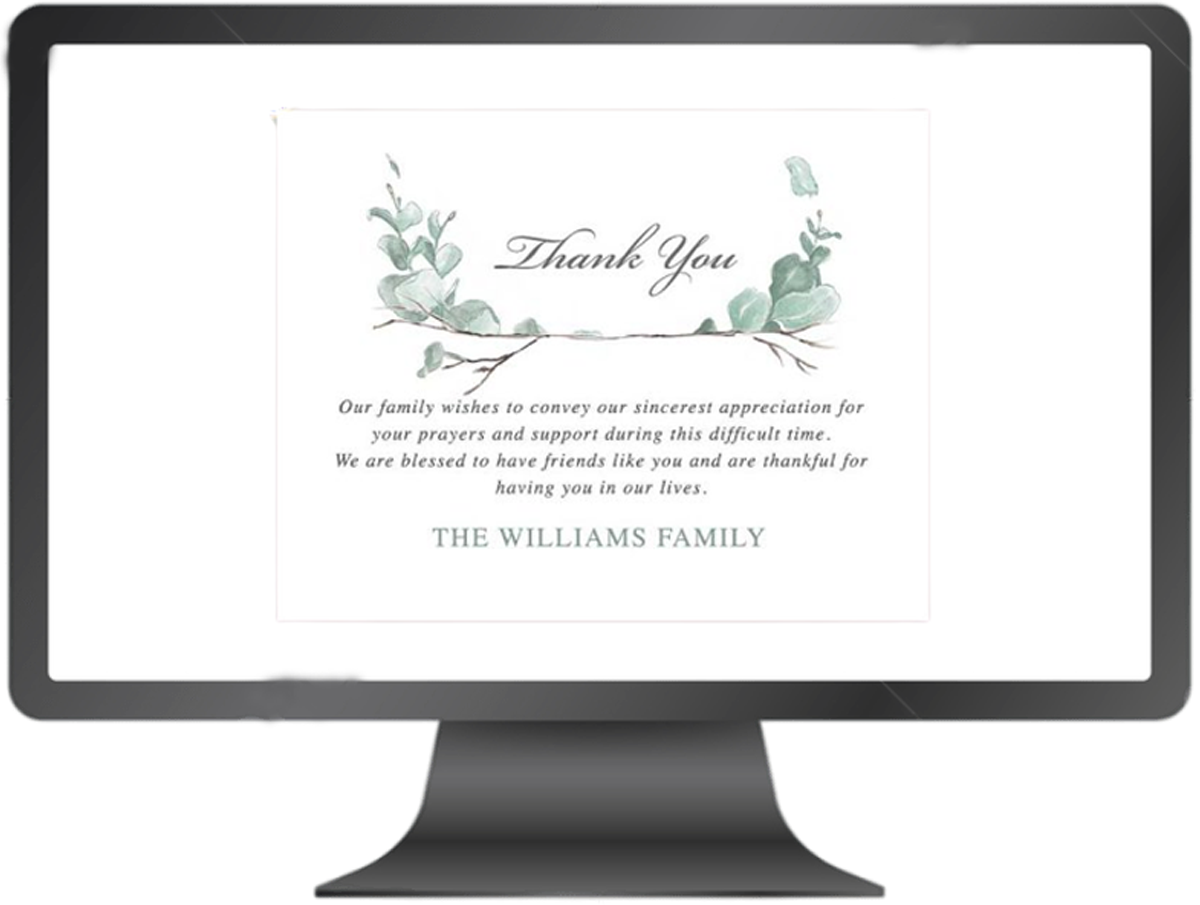 Thank You
Our family wishes to convey our sincerest appreciation for
your prayers and support during this difficult time.
We are blessed to have friends like you and are thankful for
having you in our lives.
THE WILLIAMS FAMILY